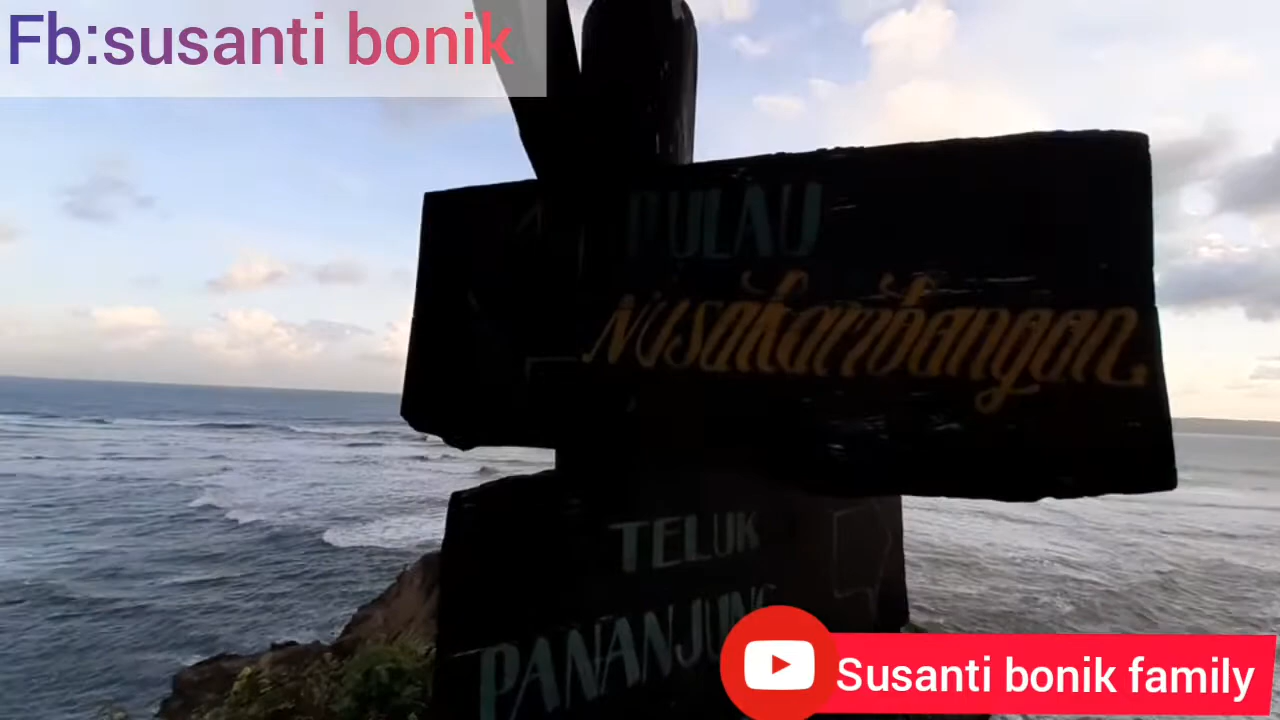 Fb:susanti bonik
PULAU
Nusakambangan
TELUK
PANANJUNG
Susanti bonik family